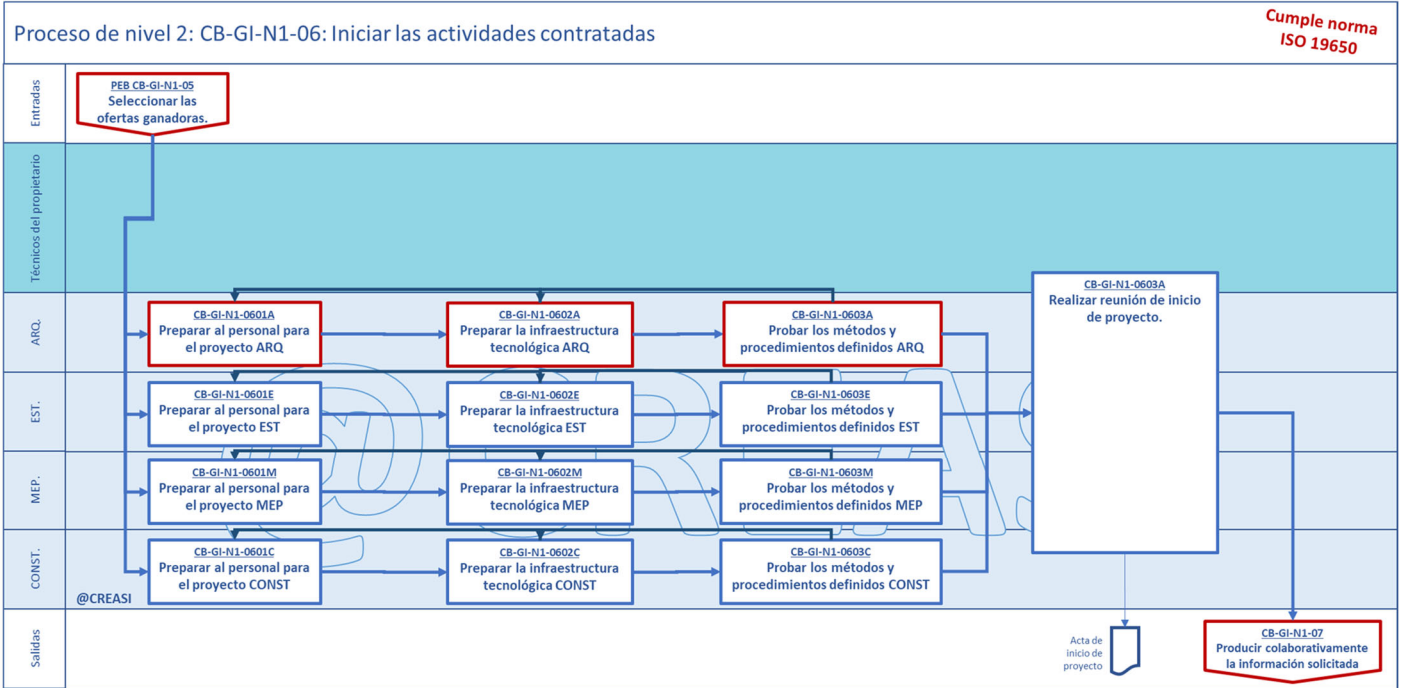 Proceso de nivel 2: CB-GI-N1-06: Iniciar las actividades contratadas
Cumple norma
ISO 19650
Entradas
PEB CB-GI-N1-05
Seleccionar las
ofertas ganadoras.
Técnicos del propietario
CB-GI-N1-0603A
Realizar reunión de inicio
de proyecto.
ARQ.
CB-GI-N1-0601A
Preparar al personal para
el proyecto ARQ
CB-GI-N1-0602A
Preparar la infraestructura
tecnológica ARQ
CB-GI-N1-0603A
Probar los métodos y
procedimientos definidos ARQ
EST.
CB-GI-N1-0601E
Preparar al personal para
el proyecto EST
CB-GI-N1-0602E
Preparar la infraestructura
tecnológica EST
CB-GI-N1-0603E
Probar los métodos y
procedimientos definidos EST
MEP.
CB-GI-N1-0601M
Preparar al personal para
el proyecto MEP
CB-GI-N1-0602M
Preparar la infraestructura
tecnológica MEP
CB-GI-N1-0603M
Probar los métodos y
procedimientos definidos MEP
CONST.
CB-GI-N1-0601C
Preparar al personal para
el proyecto CONST
CB-GI-N1-0602C
Preparar la infraestructura
tecnológica CONST
CB-GI-N1-0603C
Probar los métodos y
procedimientos definidos CONST
@CREASI
Salidas
Acta de
inicio de
proyecto
CB-GI-N1-07
Producir colaborativamente
la información solicitada